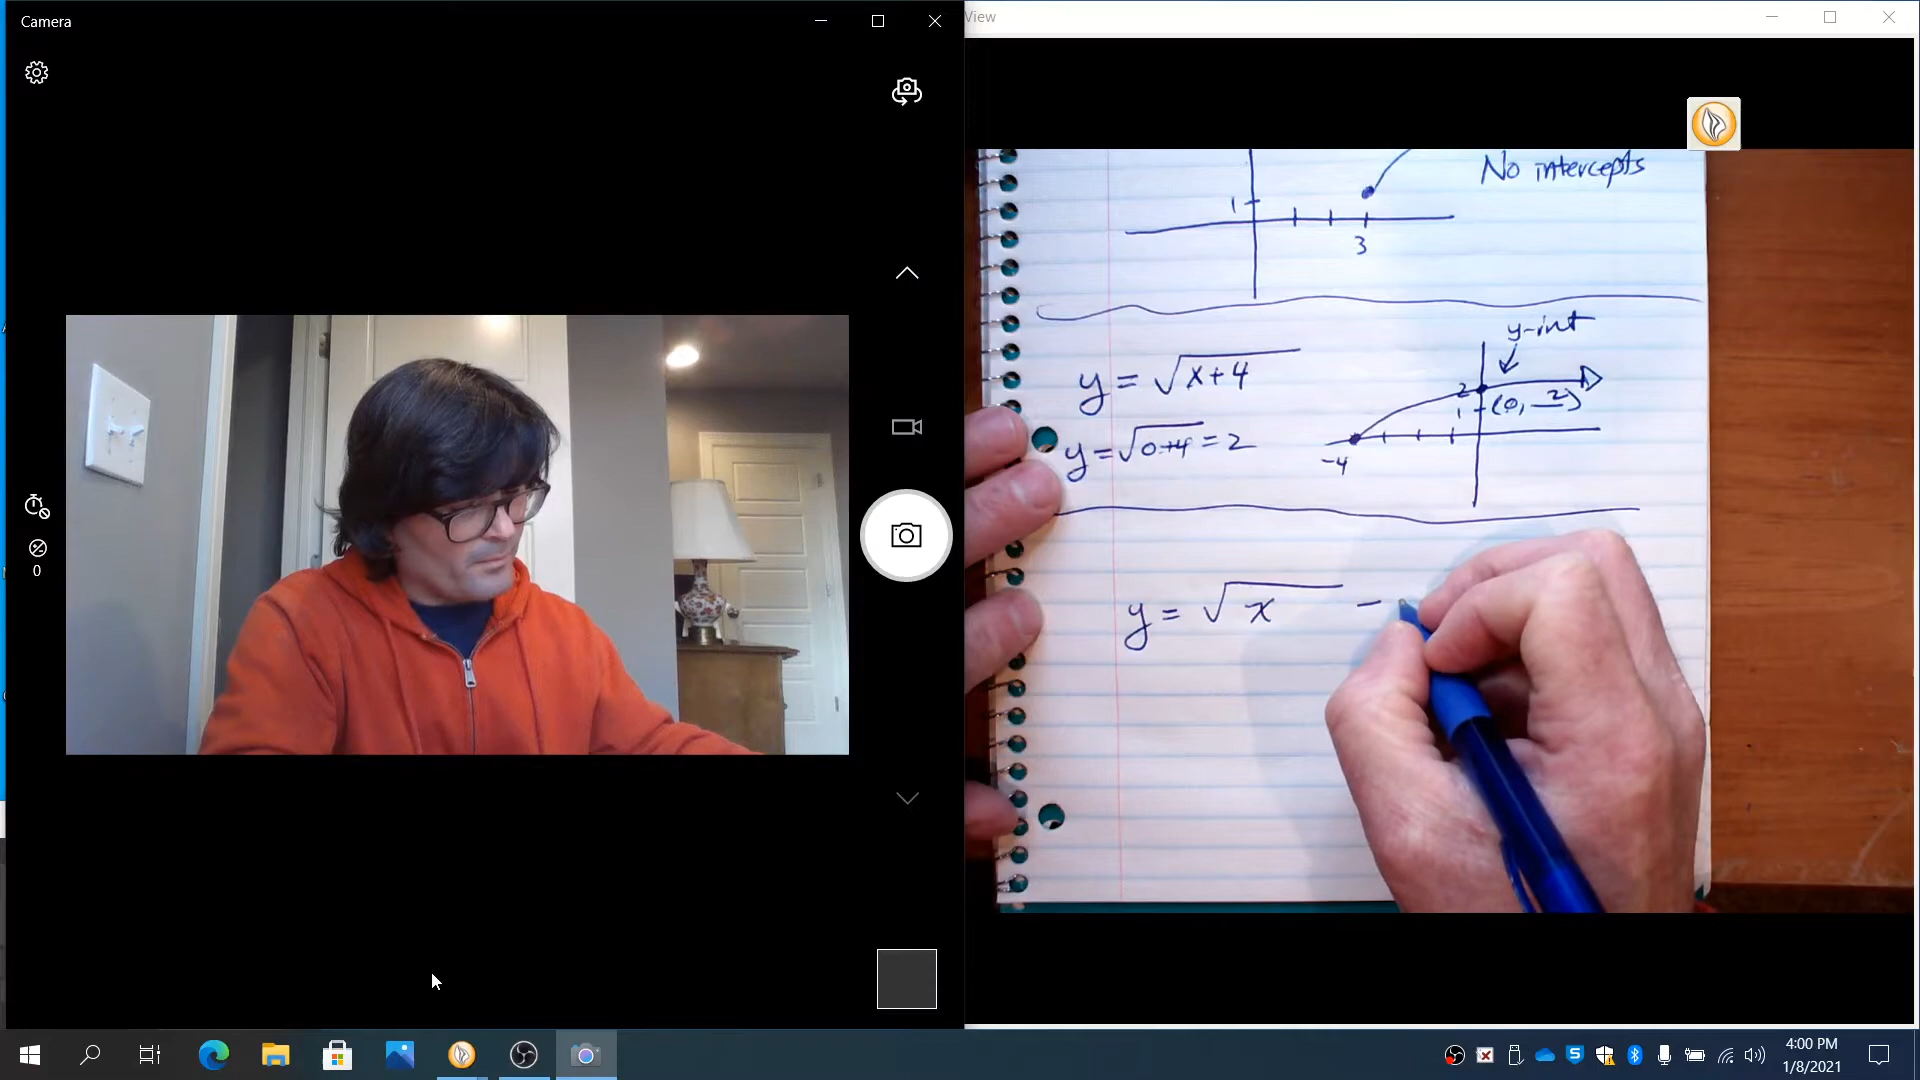 Camera
View
0
No intercepts
1
3
y-int
y = √x+4
2
1
(0, 2)
y = √0+4 = 2
-4
y = √x -
4:00 PM
1/8/2021